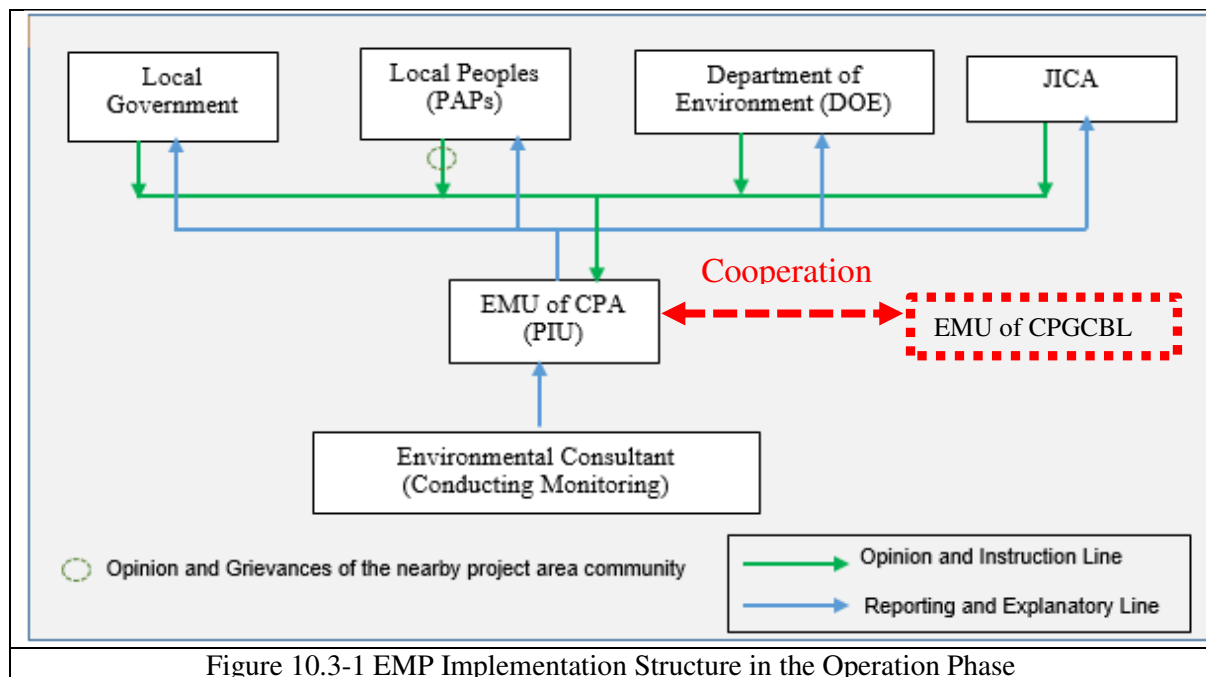 Local
Government
Local Peoples
(PAPs)
Department of
Environment (DOE)
JICA
Cooperation
EMU of CPA
(PIU)
EMU of CPGCBL
Environmental Consultant
(Conducting Monitoring)
Opinion and Grievances of the nearby project area community
Opinion and Instruction Line
Reporting and Explanatory Line
Figure 10.3-1 EMP Implementation Structure in the Operation Phase